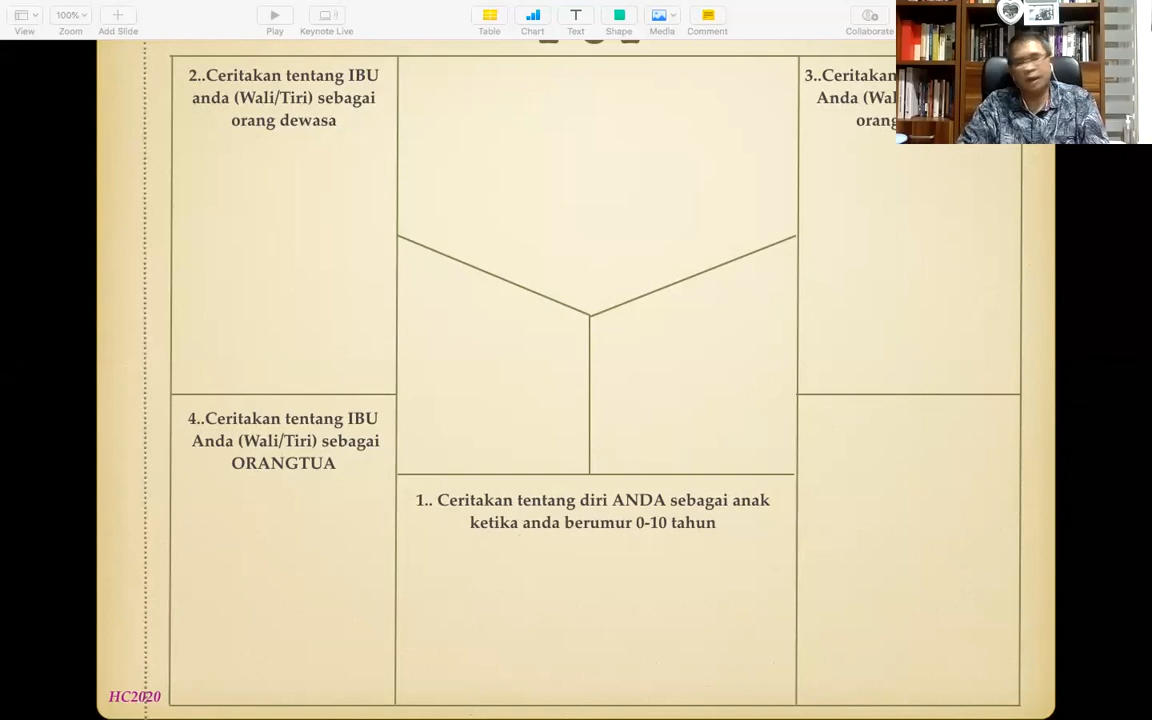 100%
View
Zoom
Add Slide
Play
Keynote Live
Table
Chart
Text
Shape
Media
Comment
Collaborate
2..Ceritakan tentang IBU
anda (Wali/Tiri) sebagai
orang dewasa
3..Ceritakan
Anda
4..Ceritakan tentang IBU
Anda (Wali/Tiri) sebagai
ORANGTUA
1.. Ceritakan tentang diri ANDA sebagai anak
ketika anda berumur 0-10 tahun
HC2020